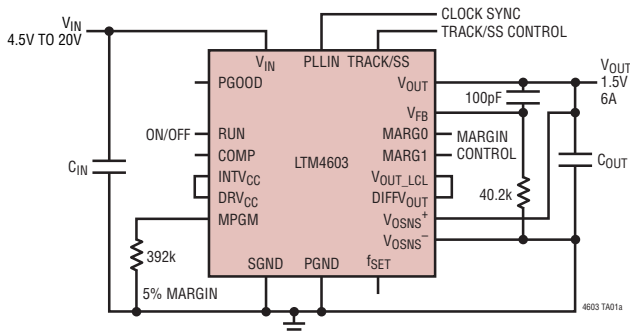 CLOCK SYNC
TRACK/SS CONTROL
VIN
4.5V TO 20V
VIN PLLIN TRACK/SS
PGOOD
VOUT
VOUT
1.5V
6A
100pF
VFB
ON/OFF RUN
MARG0
MARGIN
CONTROL
COMP
LTM4603
MARG1
CIN
INTVCC
VOUT_LCL
COUT
DRVCC
DIFFVOUT
40.2k
MPGM
VOSNS+
VOSNS–
392k
SGND PGND fSET
5% MARGIN
4603 TA01a